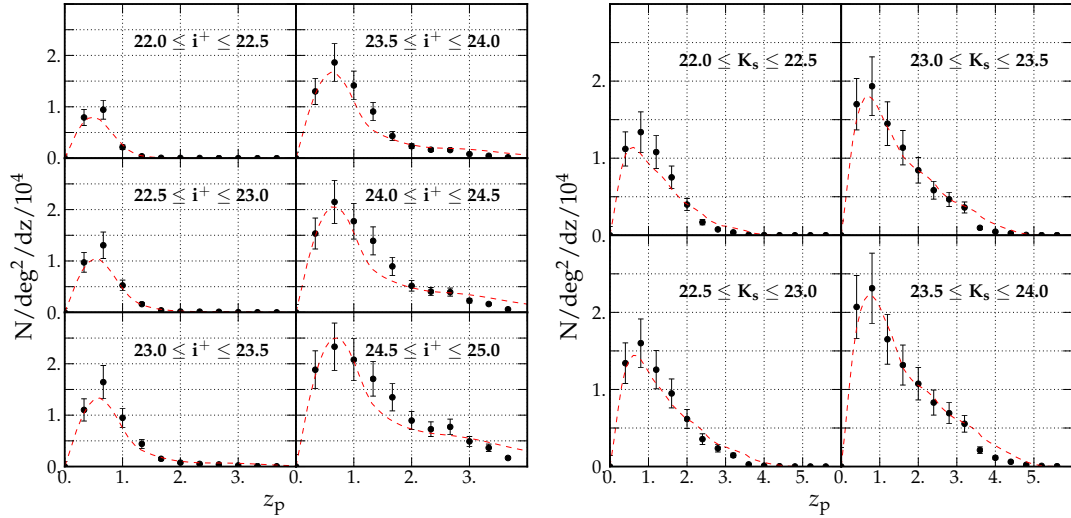 22.0 ≤ i⁺ ≤ 22.5
23.5 ≤ i⁺ ≤ 24.0
22.5 ≤ i⁺ ≤ 23.0
24.0 ≤ i⁺ ≤ 24.5
23.0 ≤ i⁺ ≤ 23.5
24.5 ≤ i⁺ ≤ 25.0
N/deg²/dz/10⁴
2.
1.
0.
2.
1.
0.
2.
1.
0.
0. 1. 2. 3. 1. 2. 3.
zₚ
22.0 ≤ Kₛ ≤ 22.5
23.0 ≤ Kₛ ≤ 23.5
22.5 ≤ Kₛ ≤ 23.0
23.5 ≤ Kₛ ≤ 24.0
N/deg²/dz/10⁴
2.
1.
0.
2.
1.
0.
0. 1. 2. 3. 4. 5. 0. 1. 2. 3. 4. 5.
zₚ